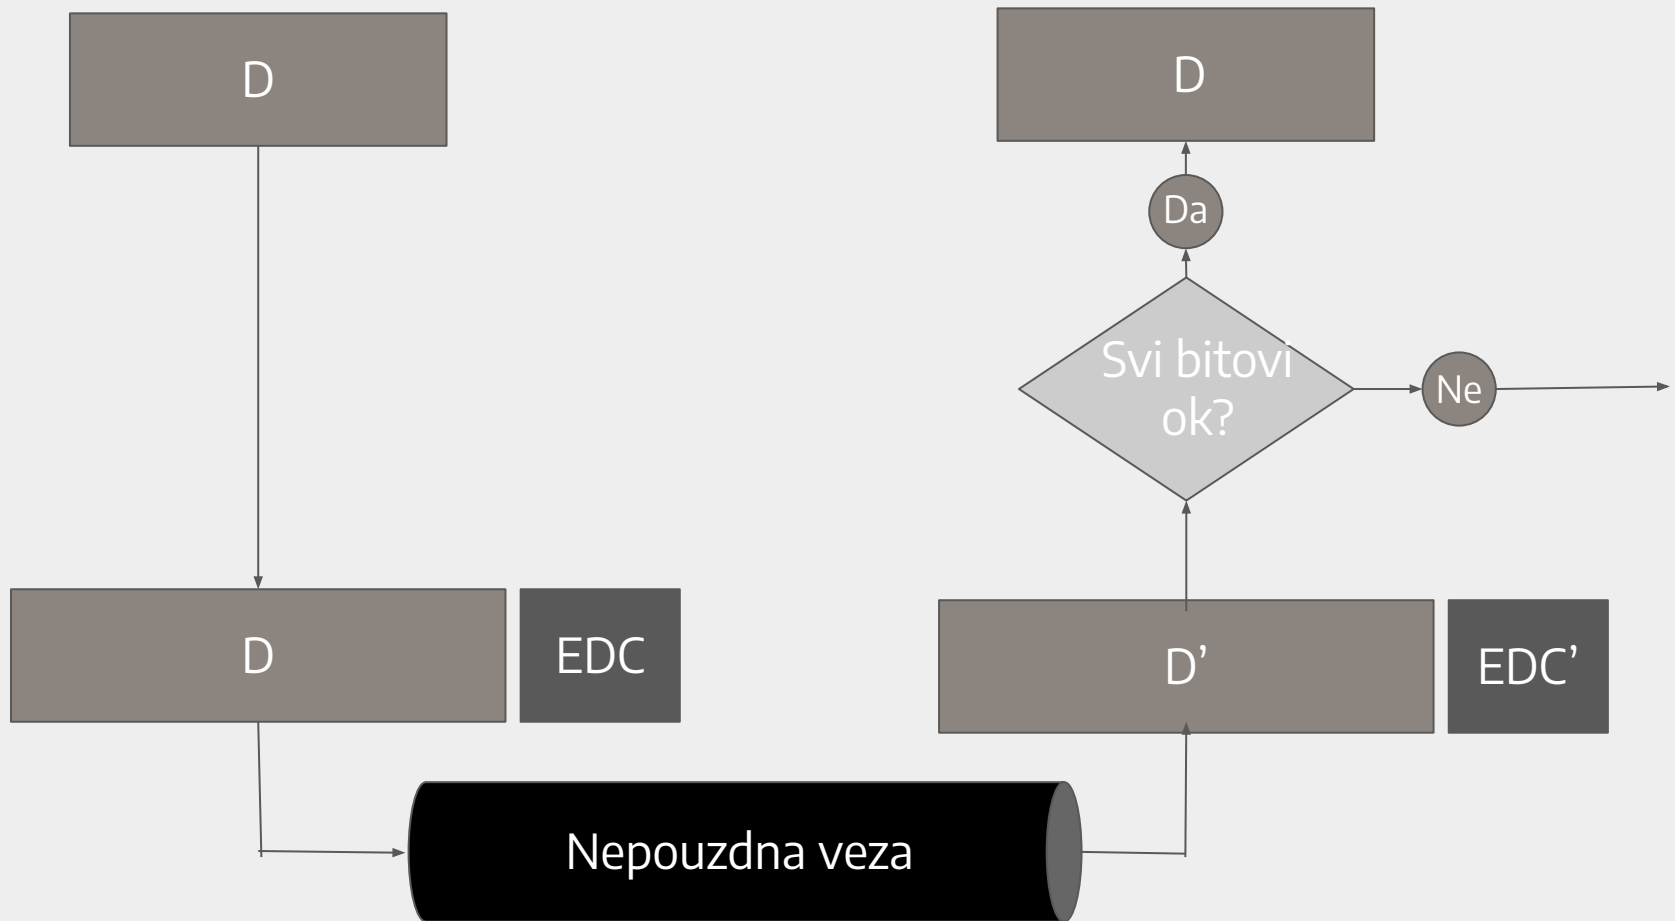 D
D
Da
Svi bitovi
ok?
Ne
D
EDC
D’
EDC’
Nepouzdna veza